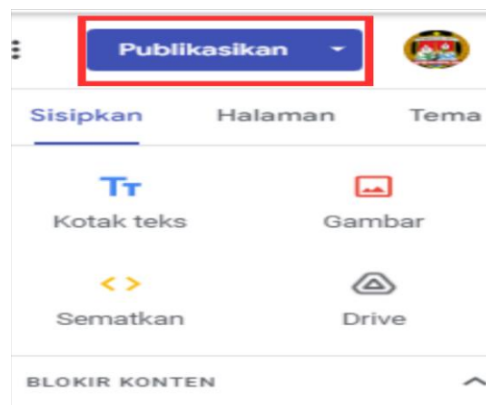 Publikasikan
Sisipkan Halaman Tema
Kotak teks Gambar
Sematkan Drive
BLOKIR KONTEN